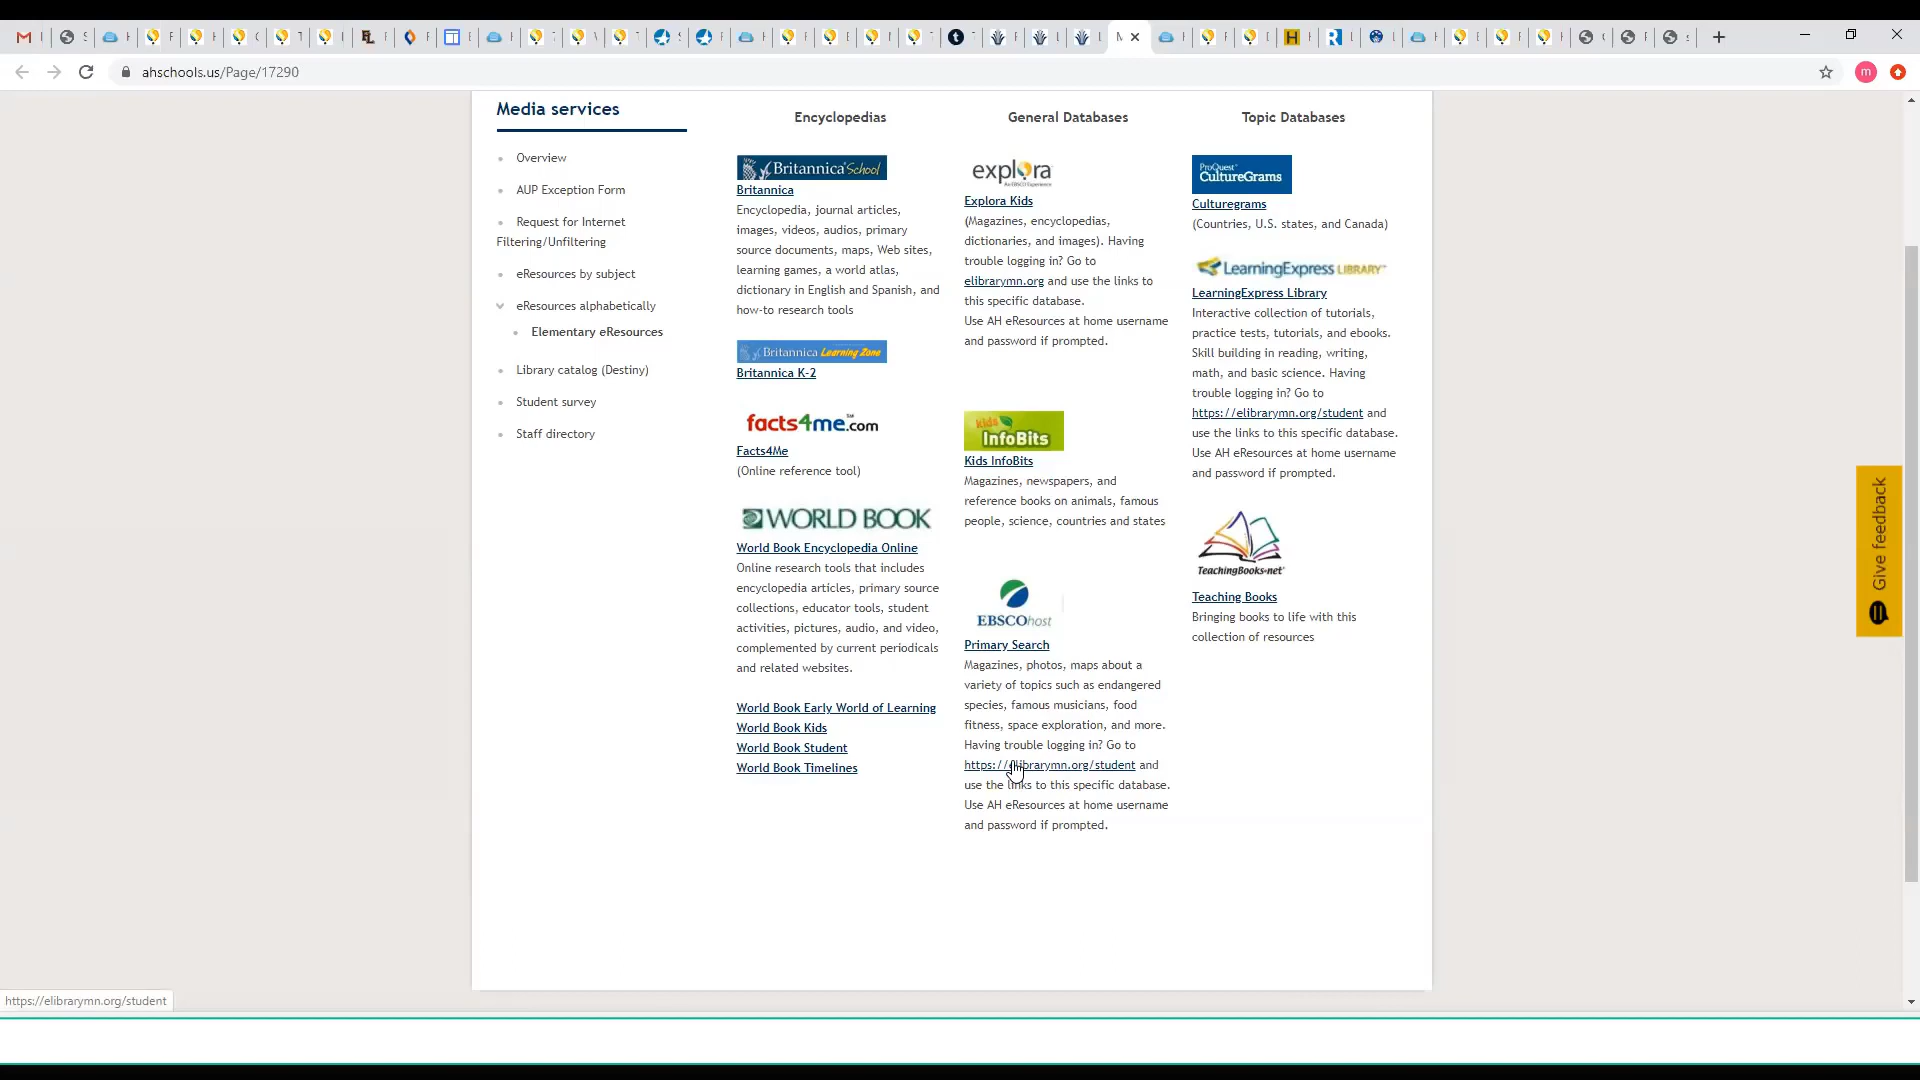 ahschools.us/Page/17290
m
Media services
Overview
AUP Exception Form
Request for Internet
Filtering/Unfiltering
eResources by subject
eResources alphabetically
Elementary eResources
Library catalog (Destiny)
Student survey
Staff directory
Encyclopedias
Britannica School
Britannica
Encyclopedia, journal articles,
images, videos, audios, primary
source documents, maps, Web sites,
learning games, a world atlas,
dictionary in English and Spanish, and
how-to research tools
Britannica Learning Zone
Britannica K-2
facts4me.com
Facts4Me
(Online reference tool)
WORLD BOOK
World Book Encyclopedia Online
Online research tools that includes
encyclopedia articles, primary source
collections, educator tools, student
activities, pictures, audio, and video,
complemented by current periodicals
and related websites.
World Book Early World of Learning
World Book Kids
World Book Student
World Book Timelines
General Databases
explora
An EBSCO Experience
Explora Kids
(Magazines, encyclopedias,
dictionaries, and images). Having
trouble logging in? Go to
elibrarymn.org and use the links to
this specific database.
Use AH eResources at home username
and password if prompted.
kids
InfoBits
Kids InfoBits
Magazines, newspapers, and
reference books on animals, famous
people, science, countries and states
EBSCOhost
Primary Search
Magazines, photos, maps about a
variety of topics such as endangered
species, famous musicians, food
fitness, space exploration, and more.
Having trouble logging in? Go to
https://elibrarymn.org/student and
use the links to this specific database.
Use AH eResources at home username
and password if prompted.
Topic Databases
ProQuest
CultureGrams
Culturegrams
(Countries, U.S. states, and Canada)
LearningExpress LIBRARY
LearningExpress Library
Interactive collection of tutorials,
practice tests, tutorials, and ebooks.
Skill building in reading, writing,
math, and basic science. Having
trouble logging in? Go to
https://elibrarymn.org/student and
use the links to this specific database.
Use AH eResources at home username
and password if prompted.
TeachingBooks.net
Teaching Books
Bringing books to life with this
collection of resources
Give feedback
https://elibrarymn.org/student